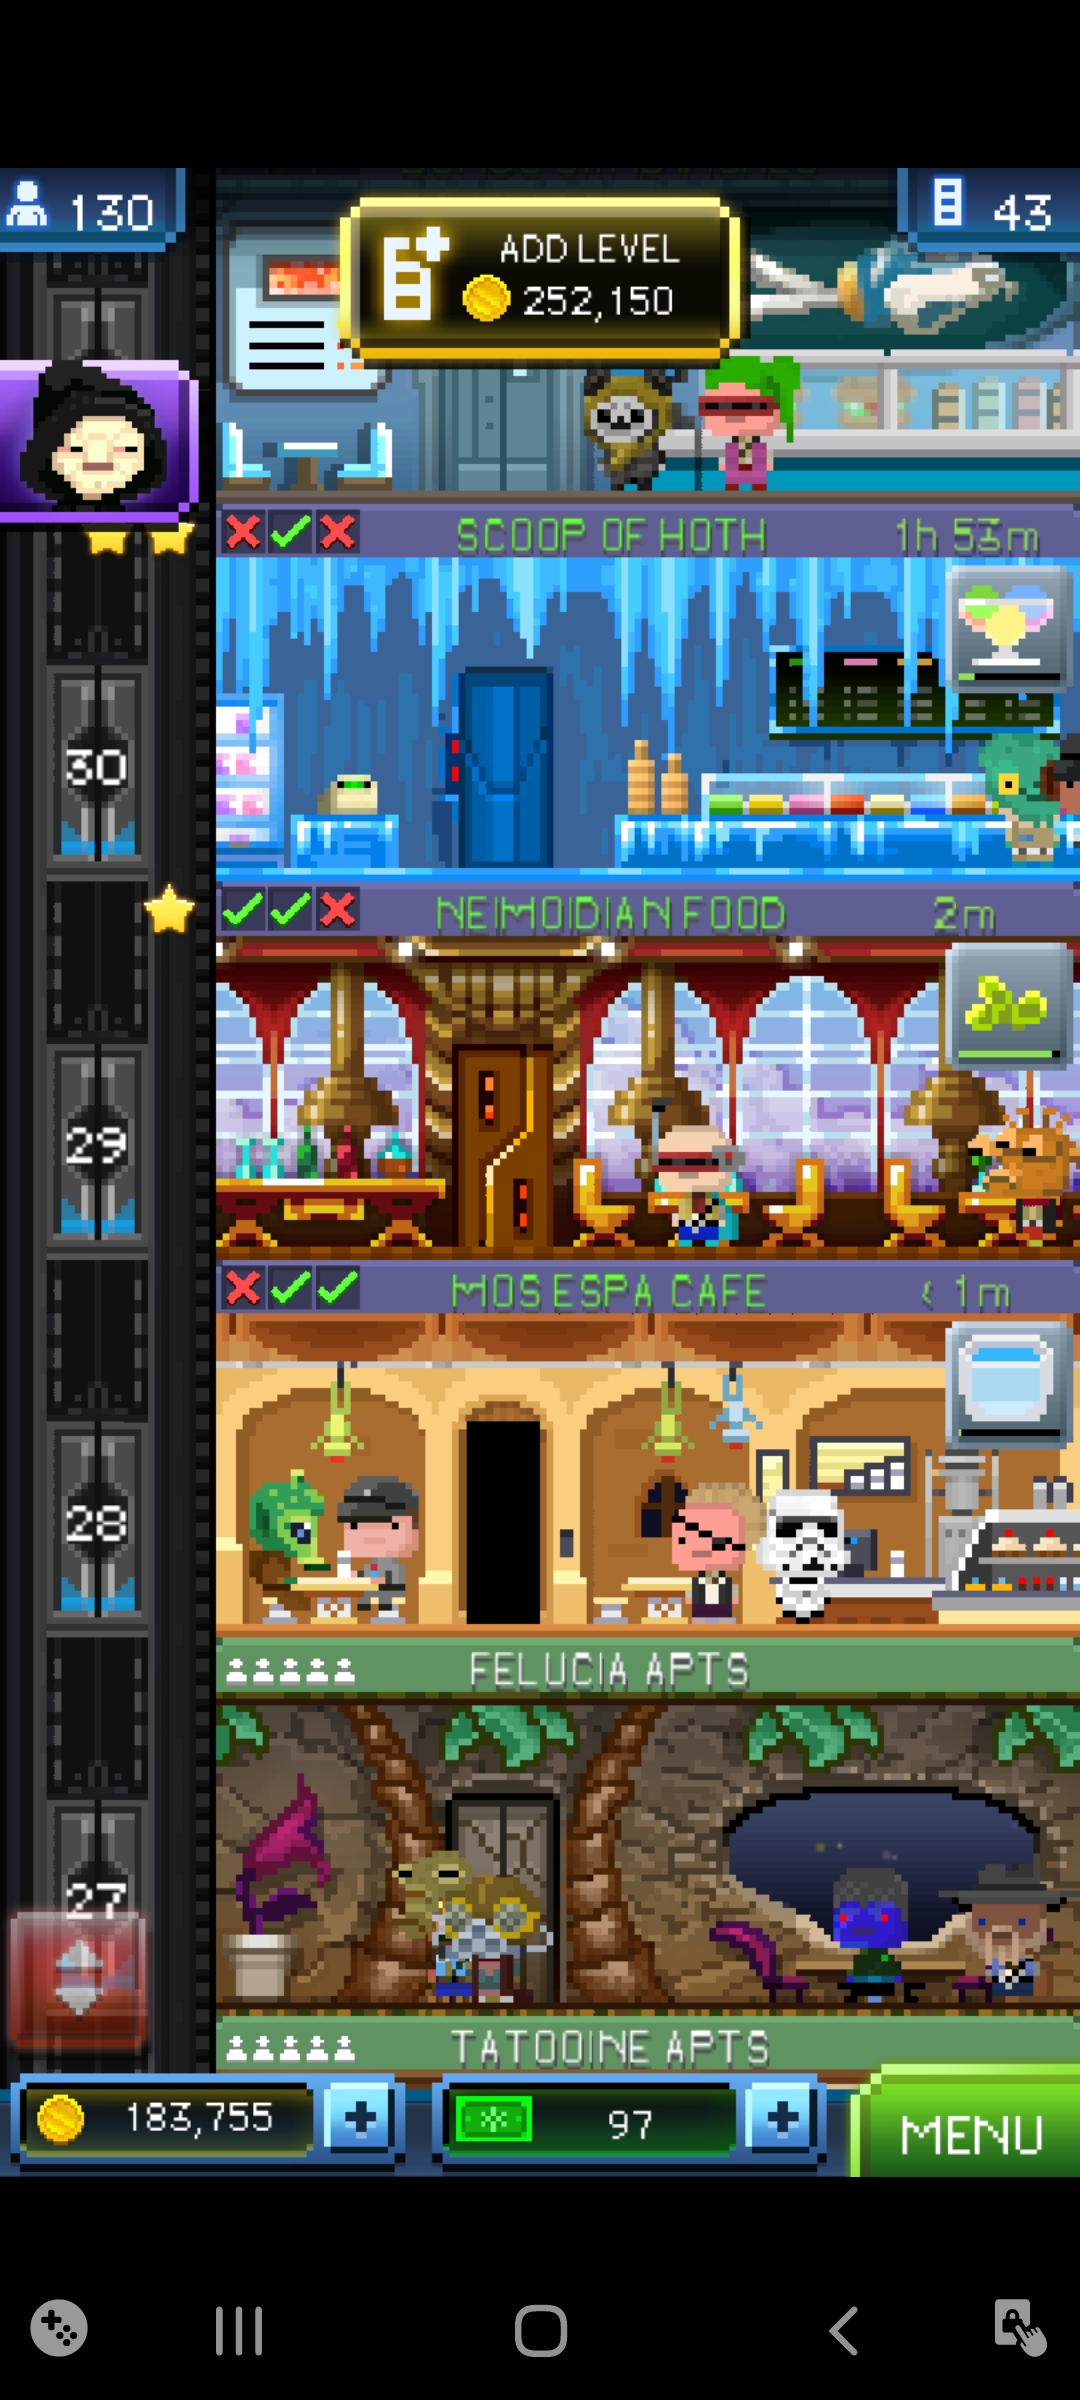 130
ADD LEVEL
252,150
43
SCOOP OF HOTH 1h 53m
30
NEIMOIDIAN FOOD 2m
29
MOS ESPA CAFE < 1m
28
FELUCIA APTS
27
TATOOINE APTS
183,755
97
MENU